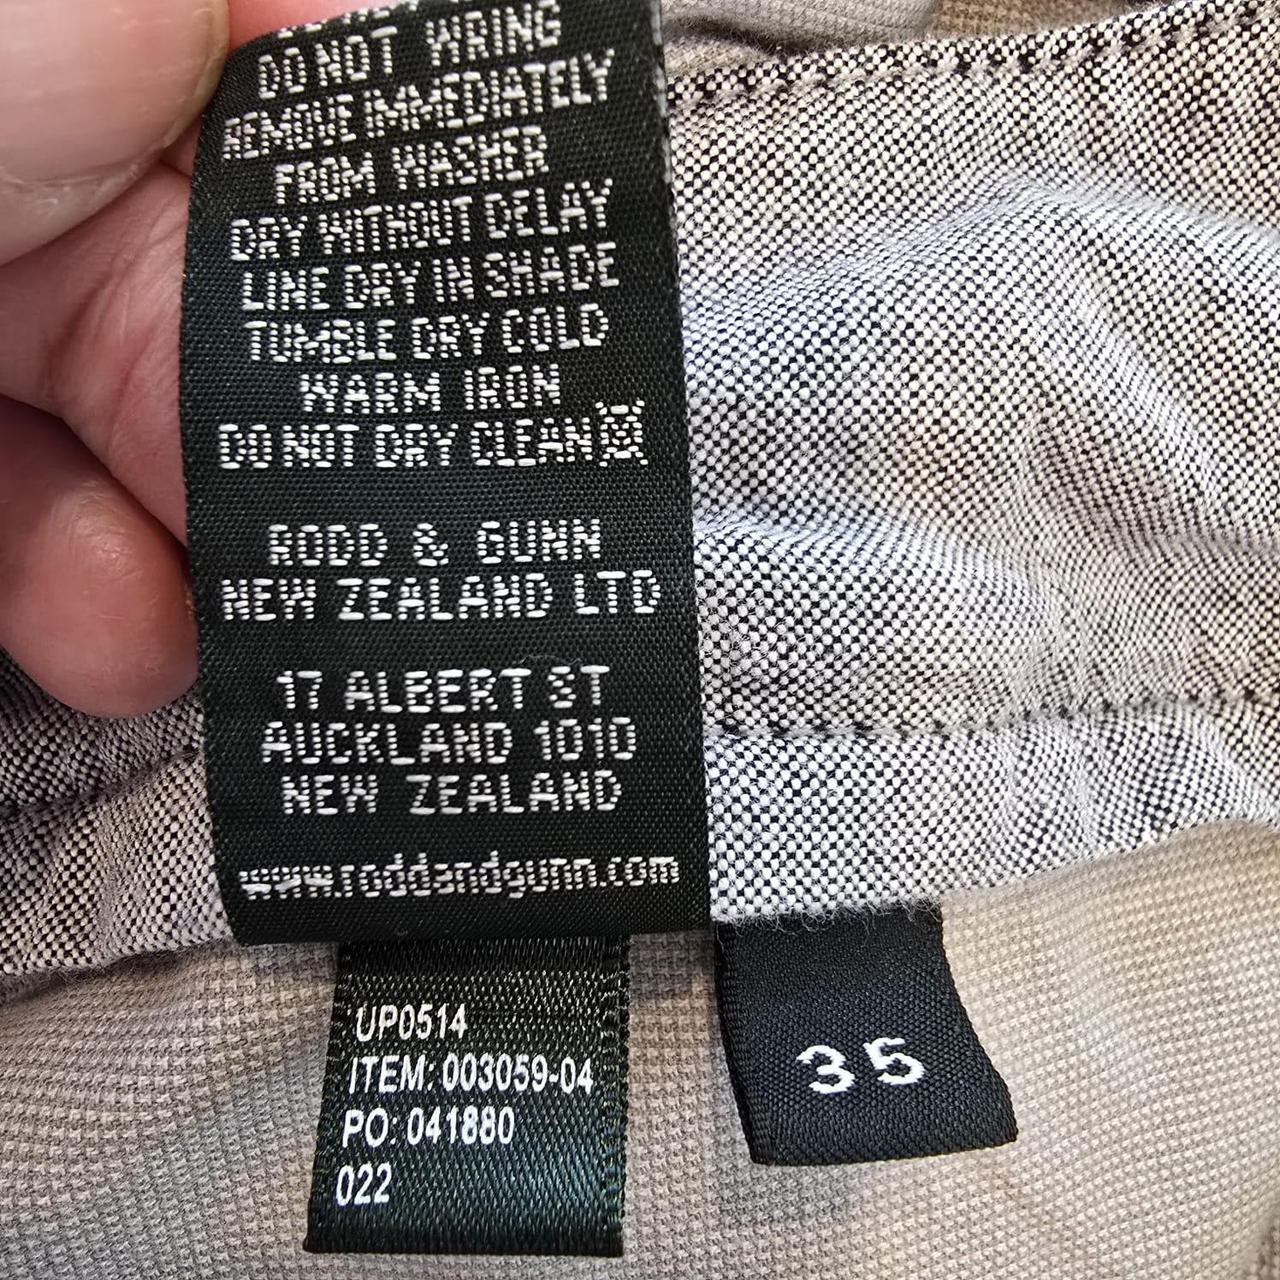 DO NOT WRING
REMOVE IMMEDIATELY
FROM WASHER
DRY WITHOUT DELAY
LINE DRY IN SHADE
TUMBLE DRY COLD
WARM IRON
DO NOT DRY CLEAN
RODD & GUNN
NEW ZEALAND LTD
17 ALBERT ST
AUCKLAND 1010
NEW ZEALAND
www.roddandgunn.com
UP0514
ITEM: 003059-04
PO: 041880
022
35